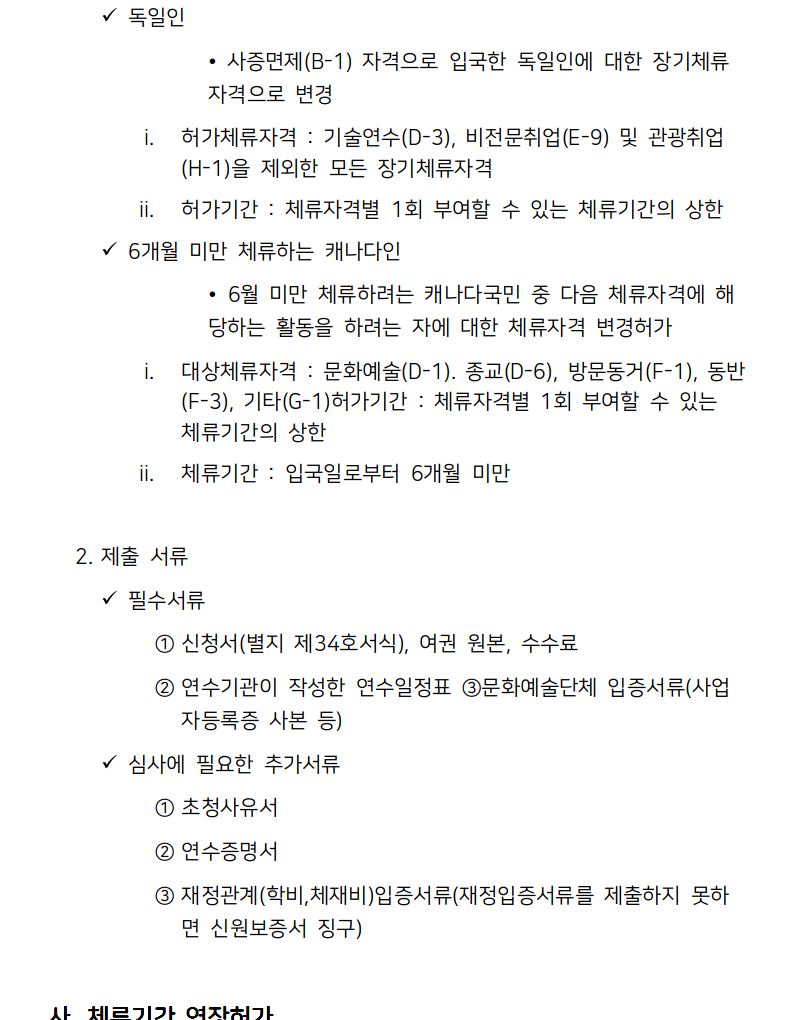 ✓ 독일인
• 사증면제(B-1) 자격으로 입국한 독일인에 대한 장기체류
자격으로 변경
i. 허가체류자격 : 기술연수(D-3), 비전문취업(E-9) 및 관광취업
(H-1)을 제외한 모든 장기체류자격
ii. 허가기간 : 체류자격별 1회 부여할 수 있는 체류기간의 상한
✓ 6개월 미만 체류하는 캐나다인
• 6월 미만 체류하려는 캐나다국민 중 다음 체류자격에 해
당하는 활동을 하려는 자에 대한 체류자격 변경허가
i. 대상체류자격 : 문화예술(D-1). 종교(D-6), 방문동거(F-1), 동반
(F-3), 기타(G-1)허가기간 : 체류자격별 1회 부여할 수 있는
체류기간의 상한
ii. 체류기간 : 입국일로부터 6개월 미만
2. 제출 서류
✓ 필수서류
① 신청서(별지 제34호서식), 여권 원본, 수수료
② 연수기관이 작성한 연수일정표 ③문화예술단체 입증서류(사업
자등록증 사본 등)
✓ 심사에 필요한 추가서류
① 초청사유서
② 연수증명서
③ 재정관계(학비,체재비)입증서류(재정입증서류를 제출하지 못하
면 신원보증서 징구)
사. 체류기간 연장허가